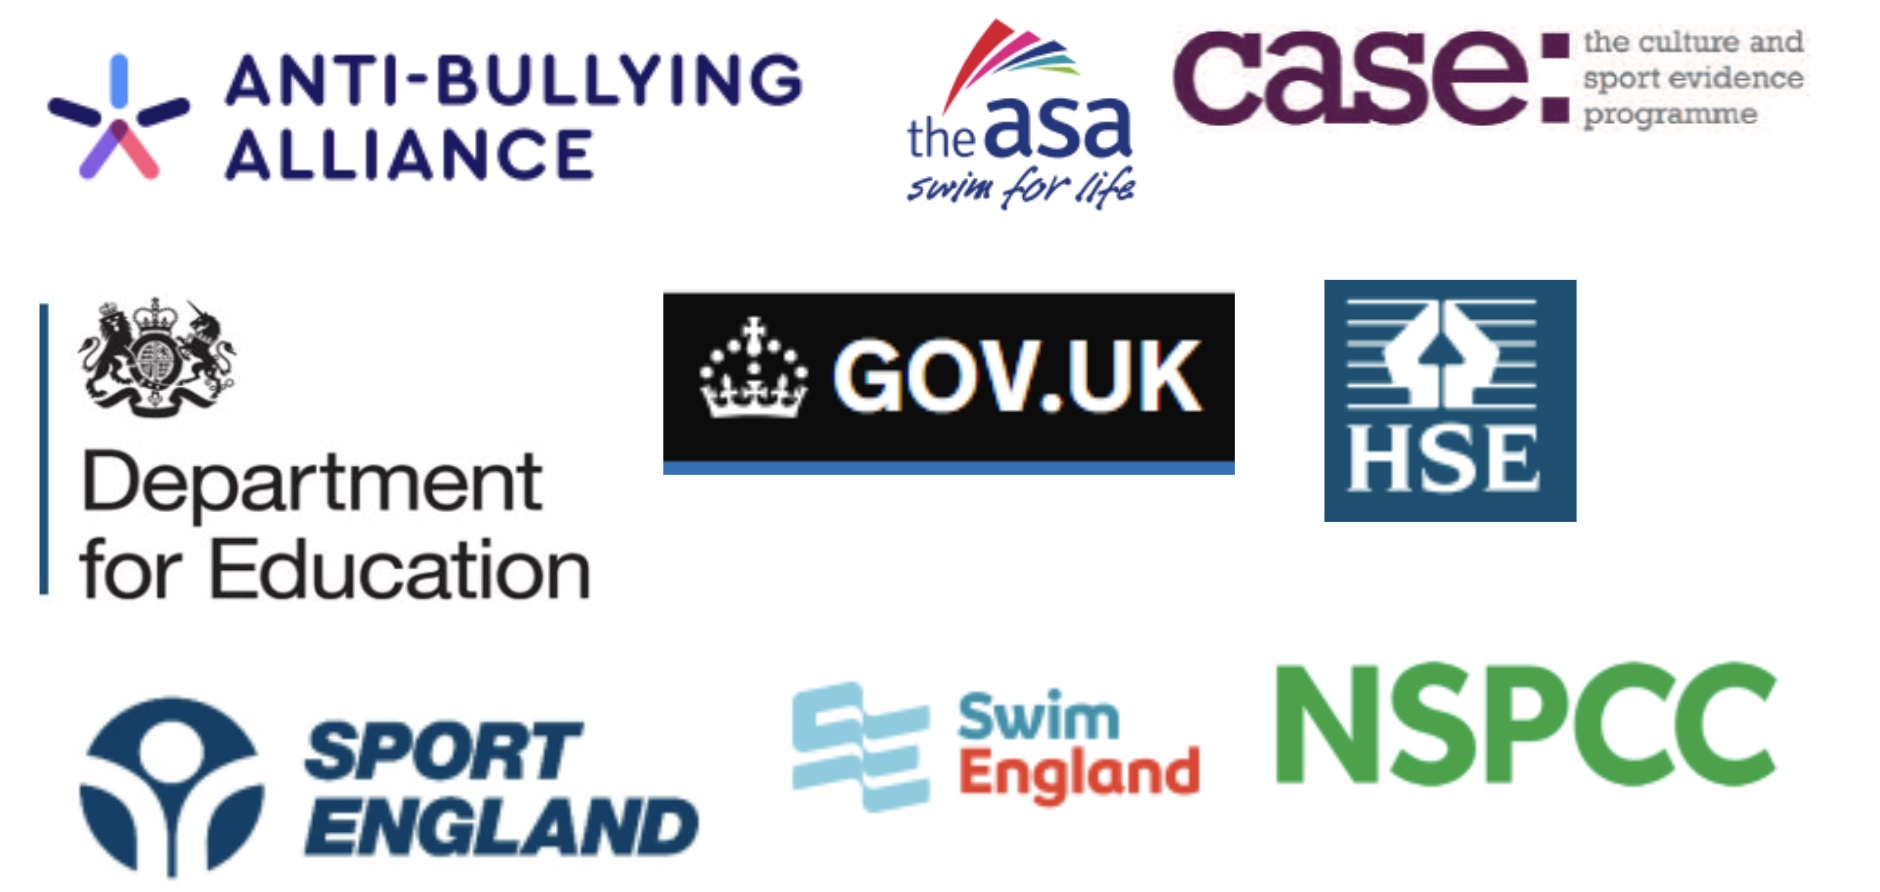 ANTI-BULLYING
ALLIANCE
the asa
swim for life
case:
the culture and
sport evidence
programme
Department
for Education
GOV.UK
HSE
SPORT
ENGLAND
Swim
England
NSPCC